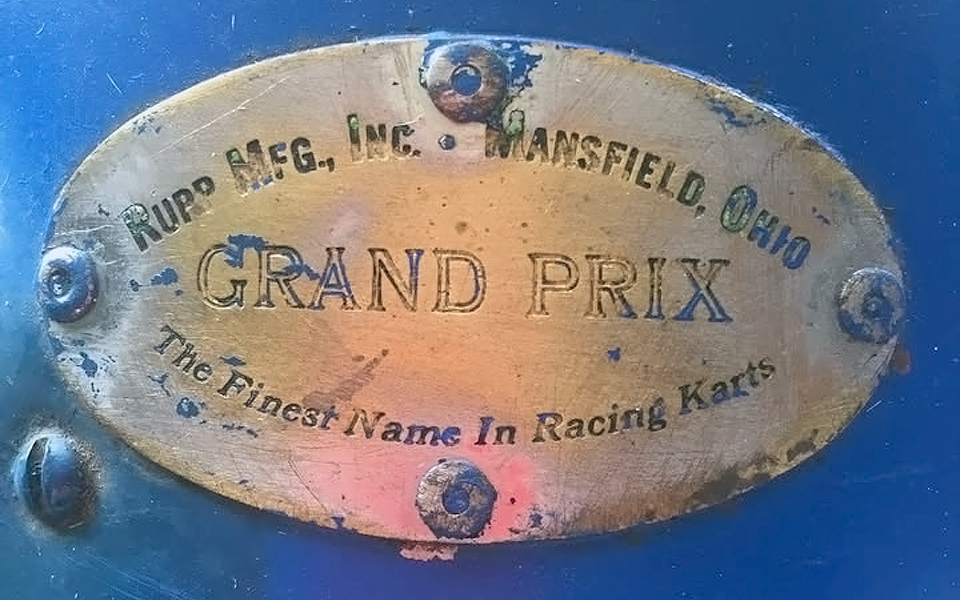 Rupp Mfg., Inc. • Mansfield, Ohio
GRAND PRIX
The Finest Name In Racing Karts